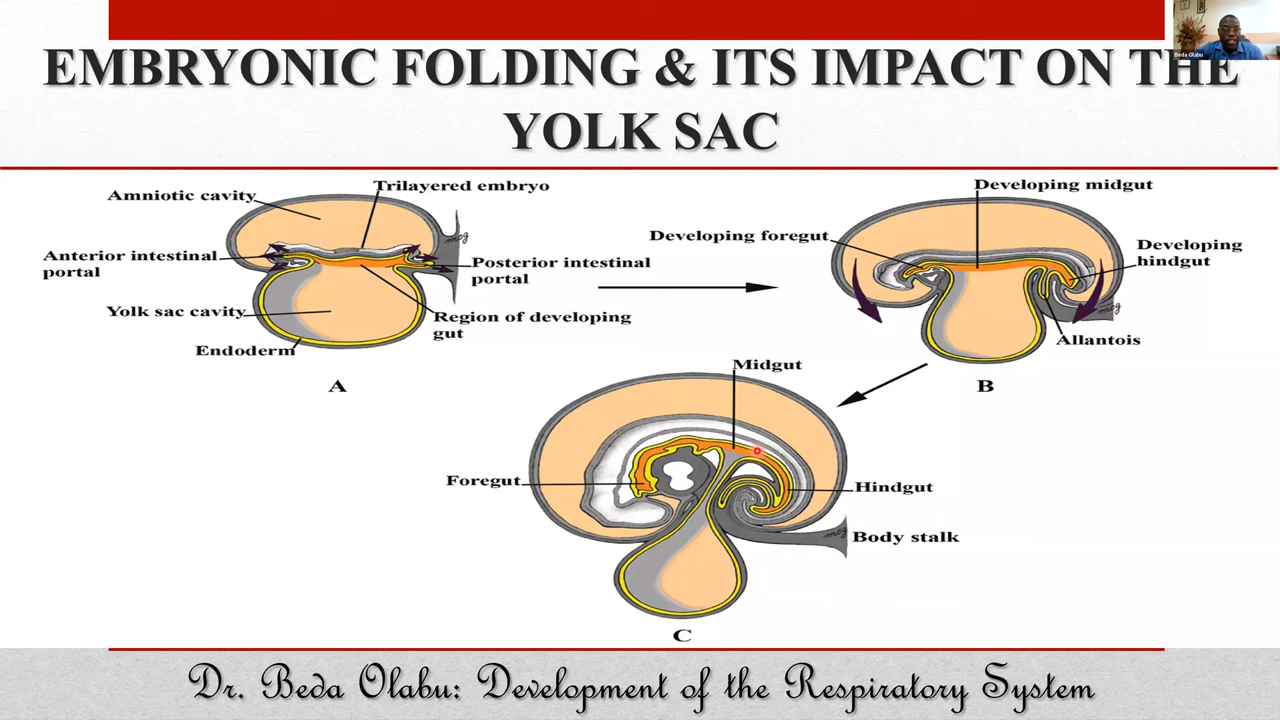 Beda Olabu
EMBRYONIC FOLDING & ITS IMPACT ON THE
YOLK SAC
Amniotic cavity
Trilayered embryo
Anterior intestinal
portal
Posterior intestinal
portal
Yolk sac cavity
Region of developing
gut
Endoderm
A
Developing midgut
Developing foregut
Developing
hindgut
Allantois
B
Midgut
Foregut
Hindgut
Body stalk
C
Dr. Beda Olabu: Development of the Respiratory System